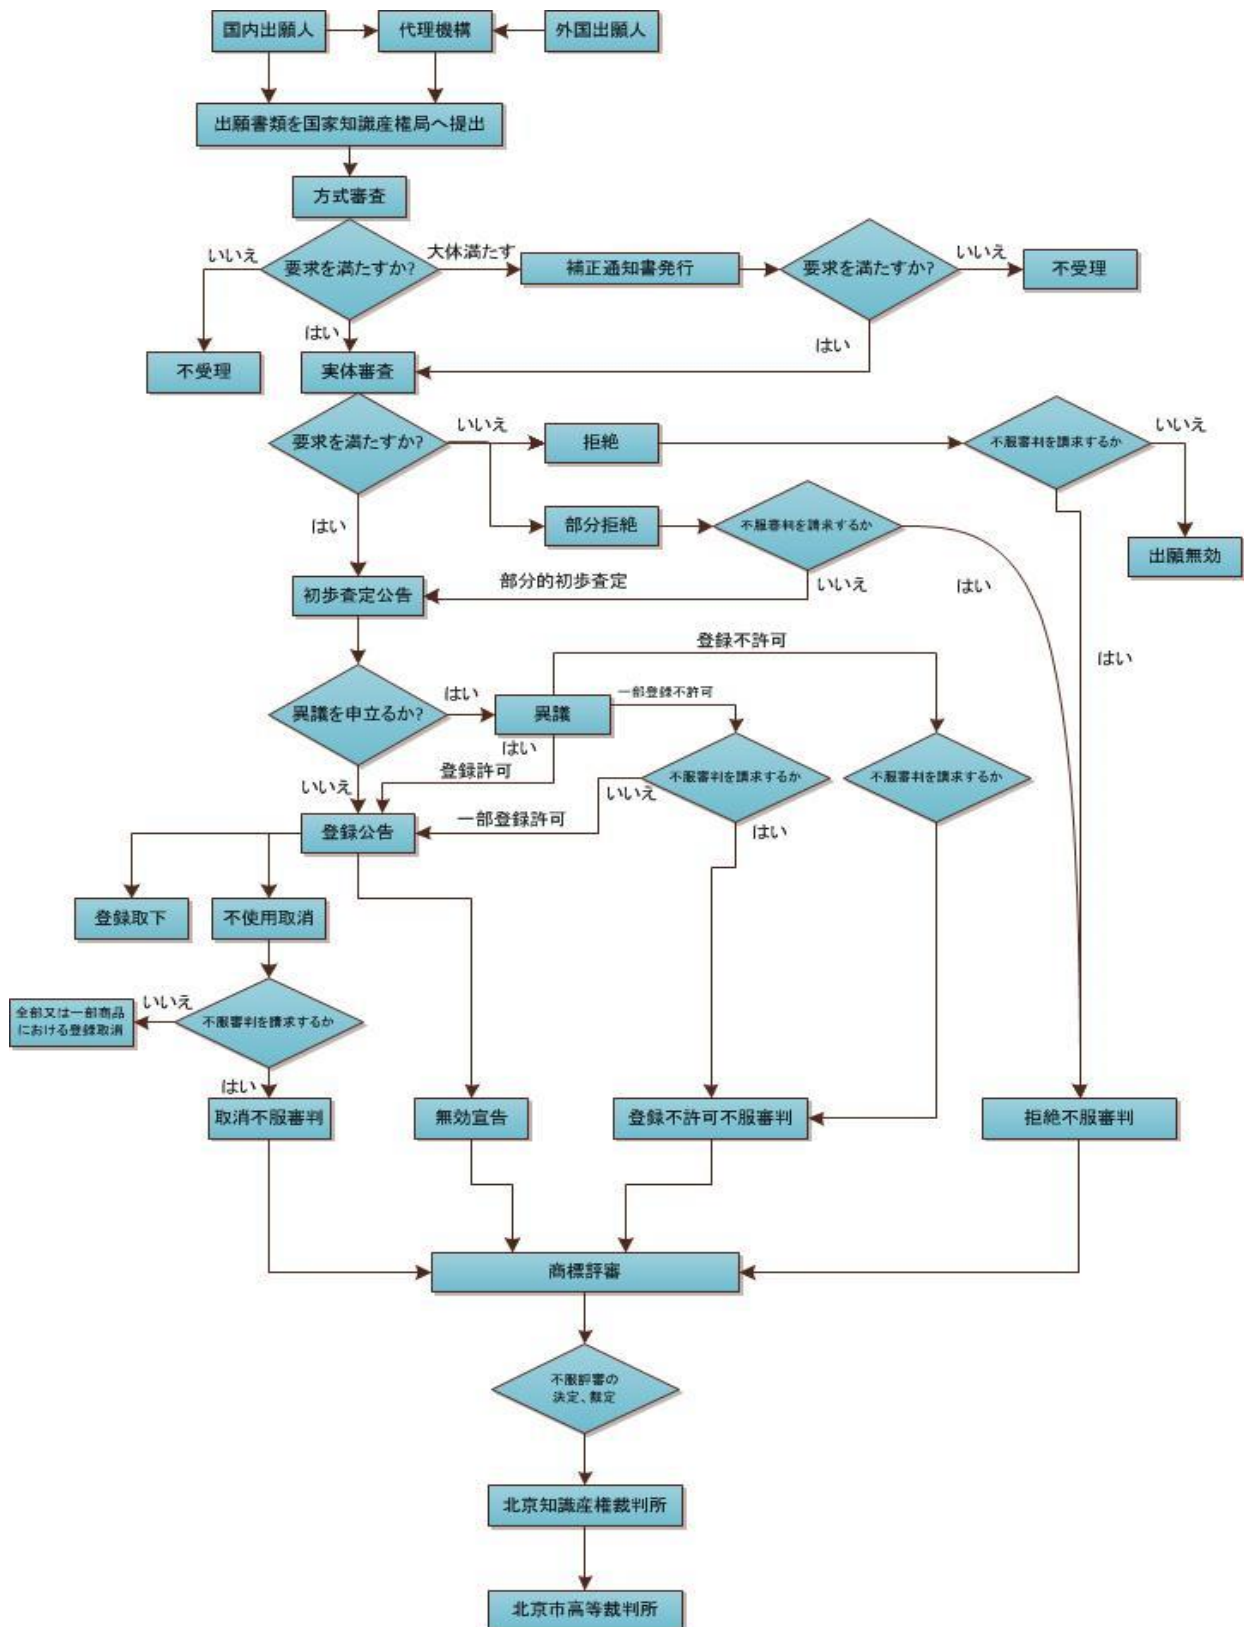 国内出願人
代理機構
外国出願人
出願書類を国家知識産権局へ提出
方式審査
いいえ
要求を満たすか?
大体満たす
補正通知書発行
要求を満たすか?
いいえ
不受理
はい
はい
不受理
実体審査
要求を満たすか?
いいえ
拒絶
不服審判を請求するか
いいえ
はい
部分拒絶
不服審判を請求するか
出願無効
初歩査定公告
部分的初歩査定
いいえ
はい
登録不許可
はい
異議を申立るか?
はい
異議
一部登録不許可
はい
登録許可
不服審判を請求するか
不服審判を請求するか
いいえ
いいえ
登録公告
一部登録許可
はい
登録取下
不使用取消
全部又は一部商品
における登録取消
いいえ
不服審判を請求するか
はい
取消不服審判
無効宣告
登録不許可不服審判
拒絶不服審判
商標評審
不服評審の
決定、裁定
北京知識産権裁判所
北京市高等裁判所